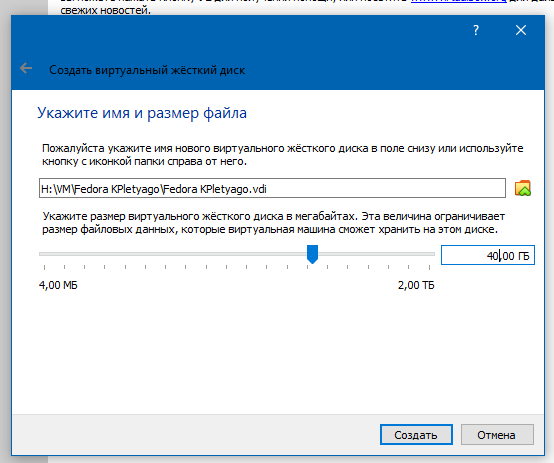 свежих новостей.
?
Создать виртуальный жёсткий диск
Укажите имя и размер файла
Пожалуйста укажите имя нового виртуального жёсткого диска в поле снизу или используйте
кнопку с иконкой папки справа от него.
H:\VM\Fedora KPletyago\Fedora KPletyago.vdi
Укажите размер виртуального жёсткого диска в мегабайтах. Эта величина ограничивает
размер файловых данных, которые виртуальная машина сможет хранить на этом диске.
40,00 ГБ
4,00 МБ 2,00 ТБ
Создать Отмена